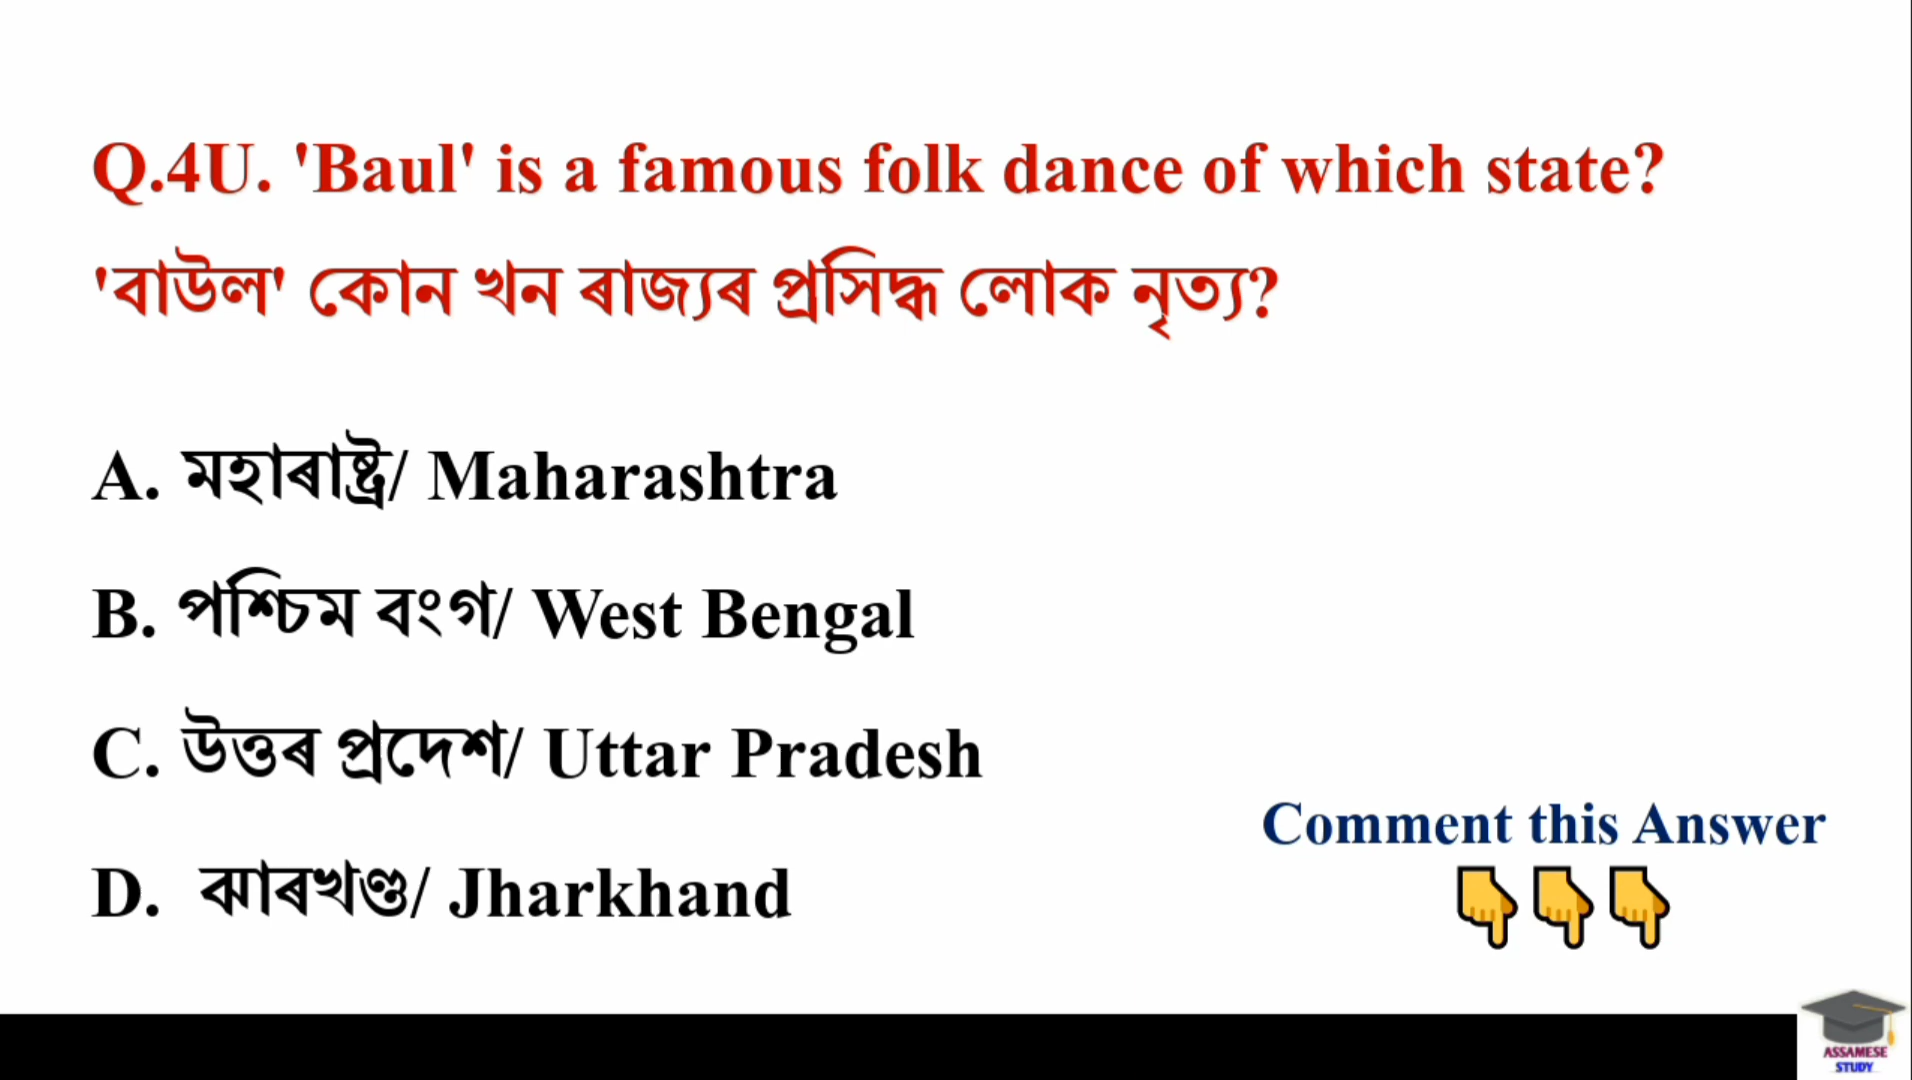 Q.4U. 'Baul' is a famous folk dance of which state?
'বাউল' কোন খন ৰাজ্যৰ প্ৰসিদ্ধ লোক নৃত্য?
A. মহাৰাষ্ট্ৰ/ Maharashtra
B. পশ্চিম বংগ/ West Bengal
C. উত্তৰ প্ৰদেশ/ Uttar Pradesh
D. ঝাৰখণ্ড/ Jharkhand
Comment this Answer
ASSAMESE
STUDY